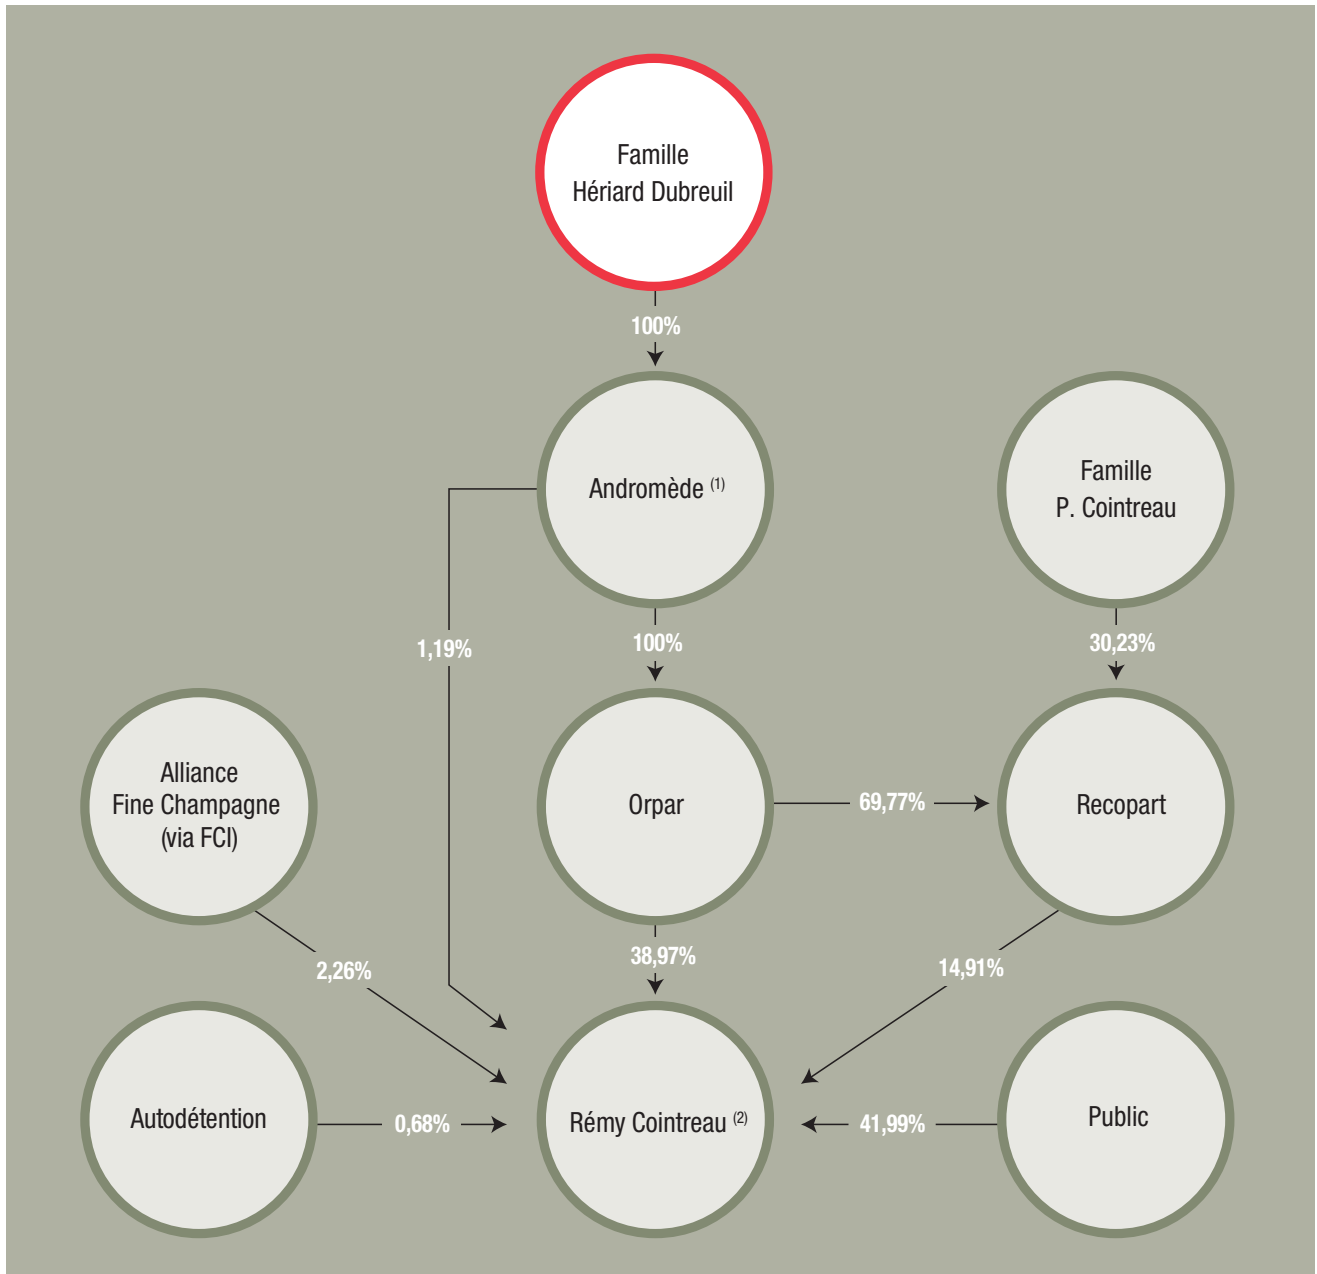 Famille
Hériard Dubreuil
100%
Andromède (1)
Famille
P. Cointreau
1,19%
100%
30,23%
Alliance
Fine Champagne
(via FCI)
Orpar
69,77%
Recopart
2,26%
38,97%
14,91%
Autodétention
0,68%
Rémy Cointreau (2)
41,99%
Public